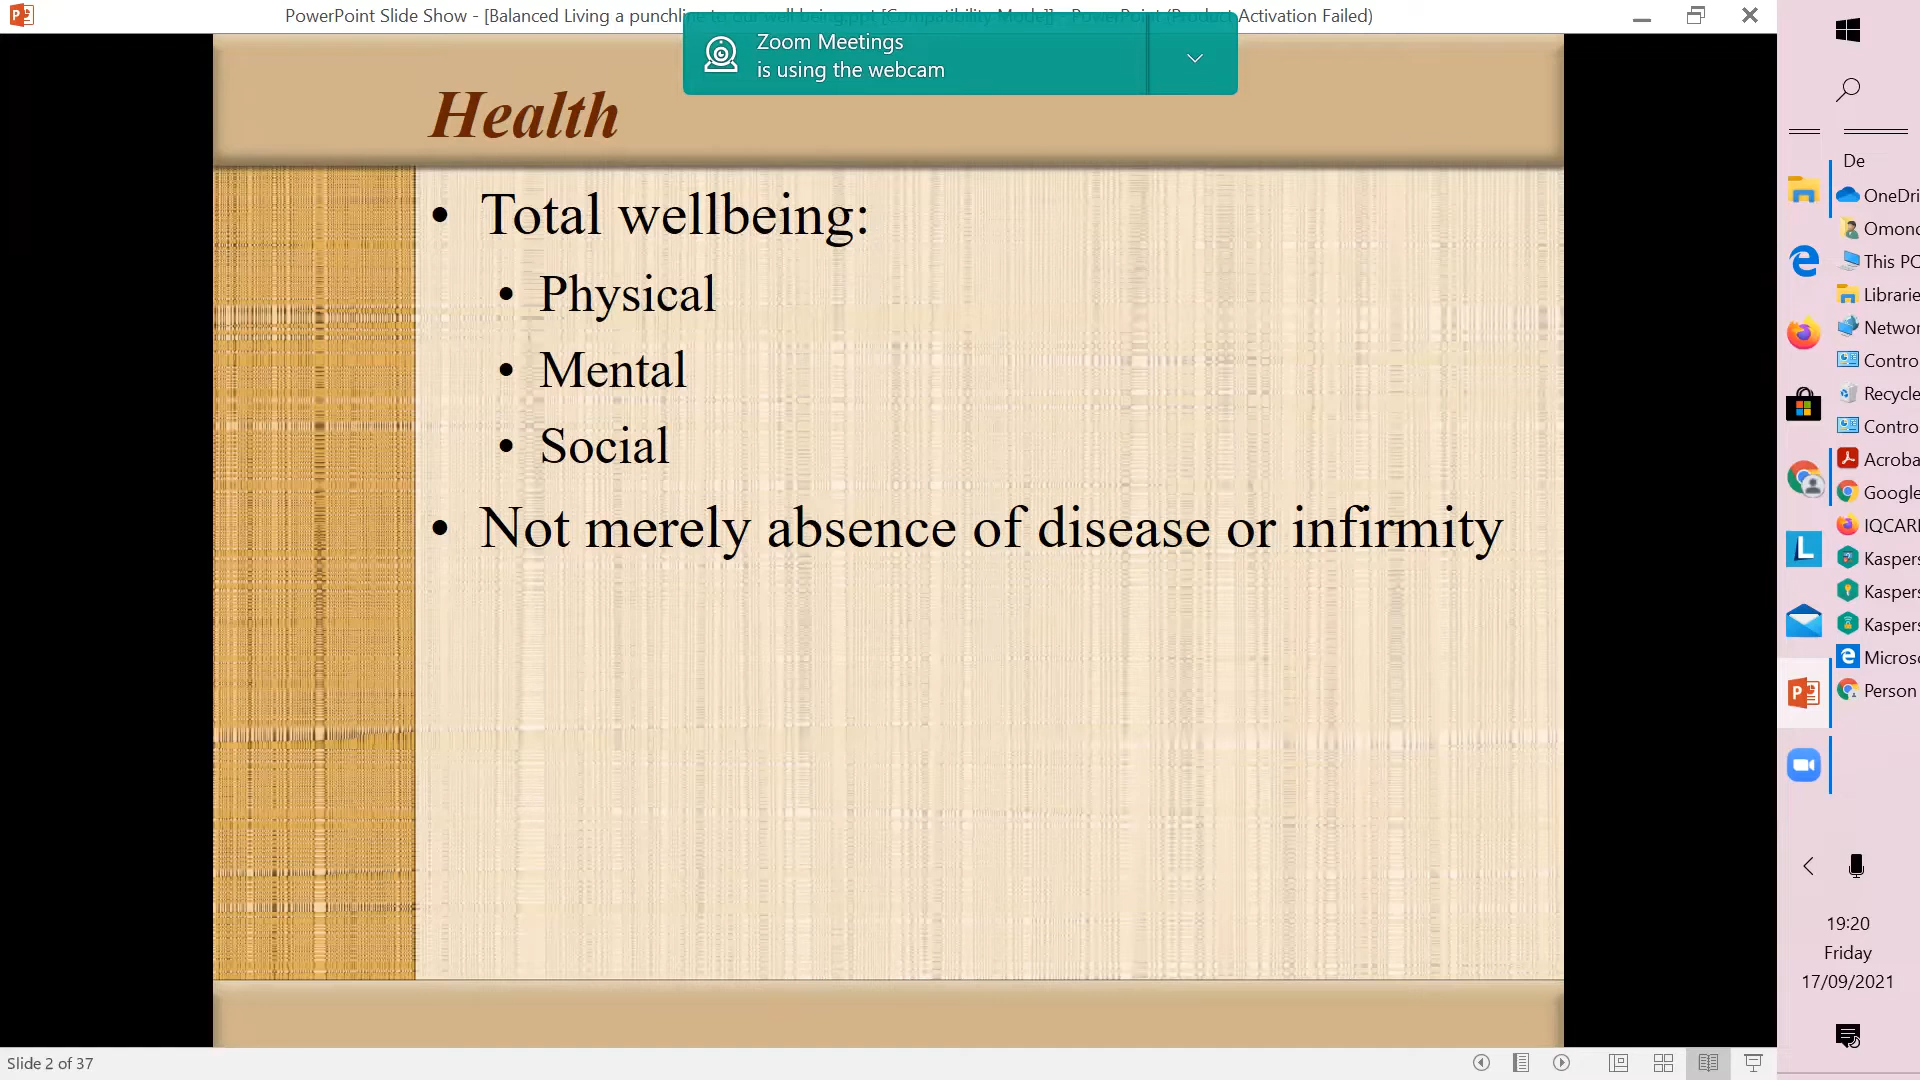 PowerPoint Slide Show - [Balanced Living a punchline to our well being.ppt [Compatibility Mode]] - PowerPoint (Product Activation Failed)
Zoom Meetings
is using the webcam
Health
• Total wellbeing:
• Physical
• Mental
• Social
• Not merely absence of disease or infirmity
De
OneDri
Omond
This PC
Librarie
Networ
Contro
Recycle
Contro
Acroba
Google
IQCARE
Kaspers
Kaspers
Kaspers
Microso
Person
19:20
Friday
17/09/2021
Slide 2 of 37